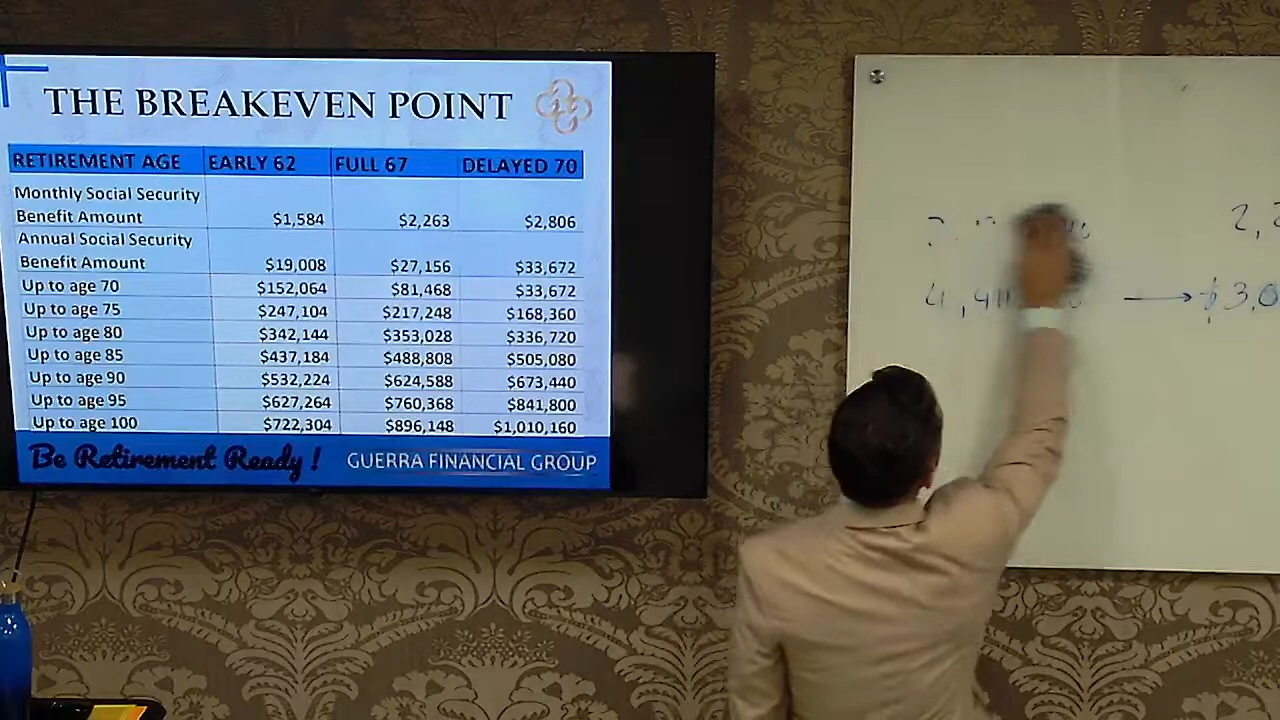 THE BREAKEVEN POINT
RETIREMENT AGE EARLY 62 FULL 67 DELAYED 70
Monthly Social Security
Benefit Amount $1,584 $2,263 $2,806
Annual Social Security
Benefit Amount $19,008 $27,156 $33,672
Up to age 70 $152,064 $81,468 $33,672
Up to age 75 $247,104 $217,248 $168,360
Up to age 80 $342,144 $353,028 $336,720
Up to age 85 $437,184 $488,808 $505,080
Up to age 90 $532,224 $624,588 $673,440
Up to age 95 $627,264 $760,368 $841,800
Up to age 100 $722,304 $896,148 $1,010,160
Be Retirement Ready ! GUERRA FINANCIAL GROUP